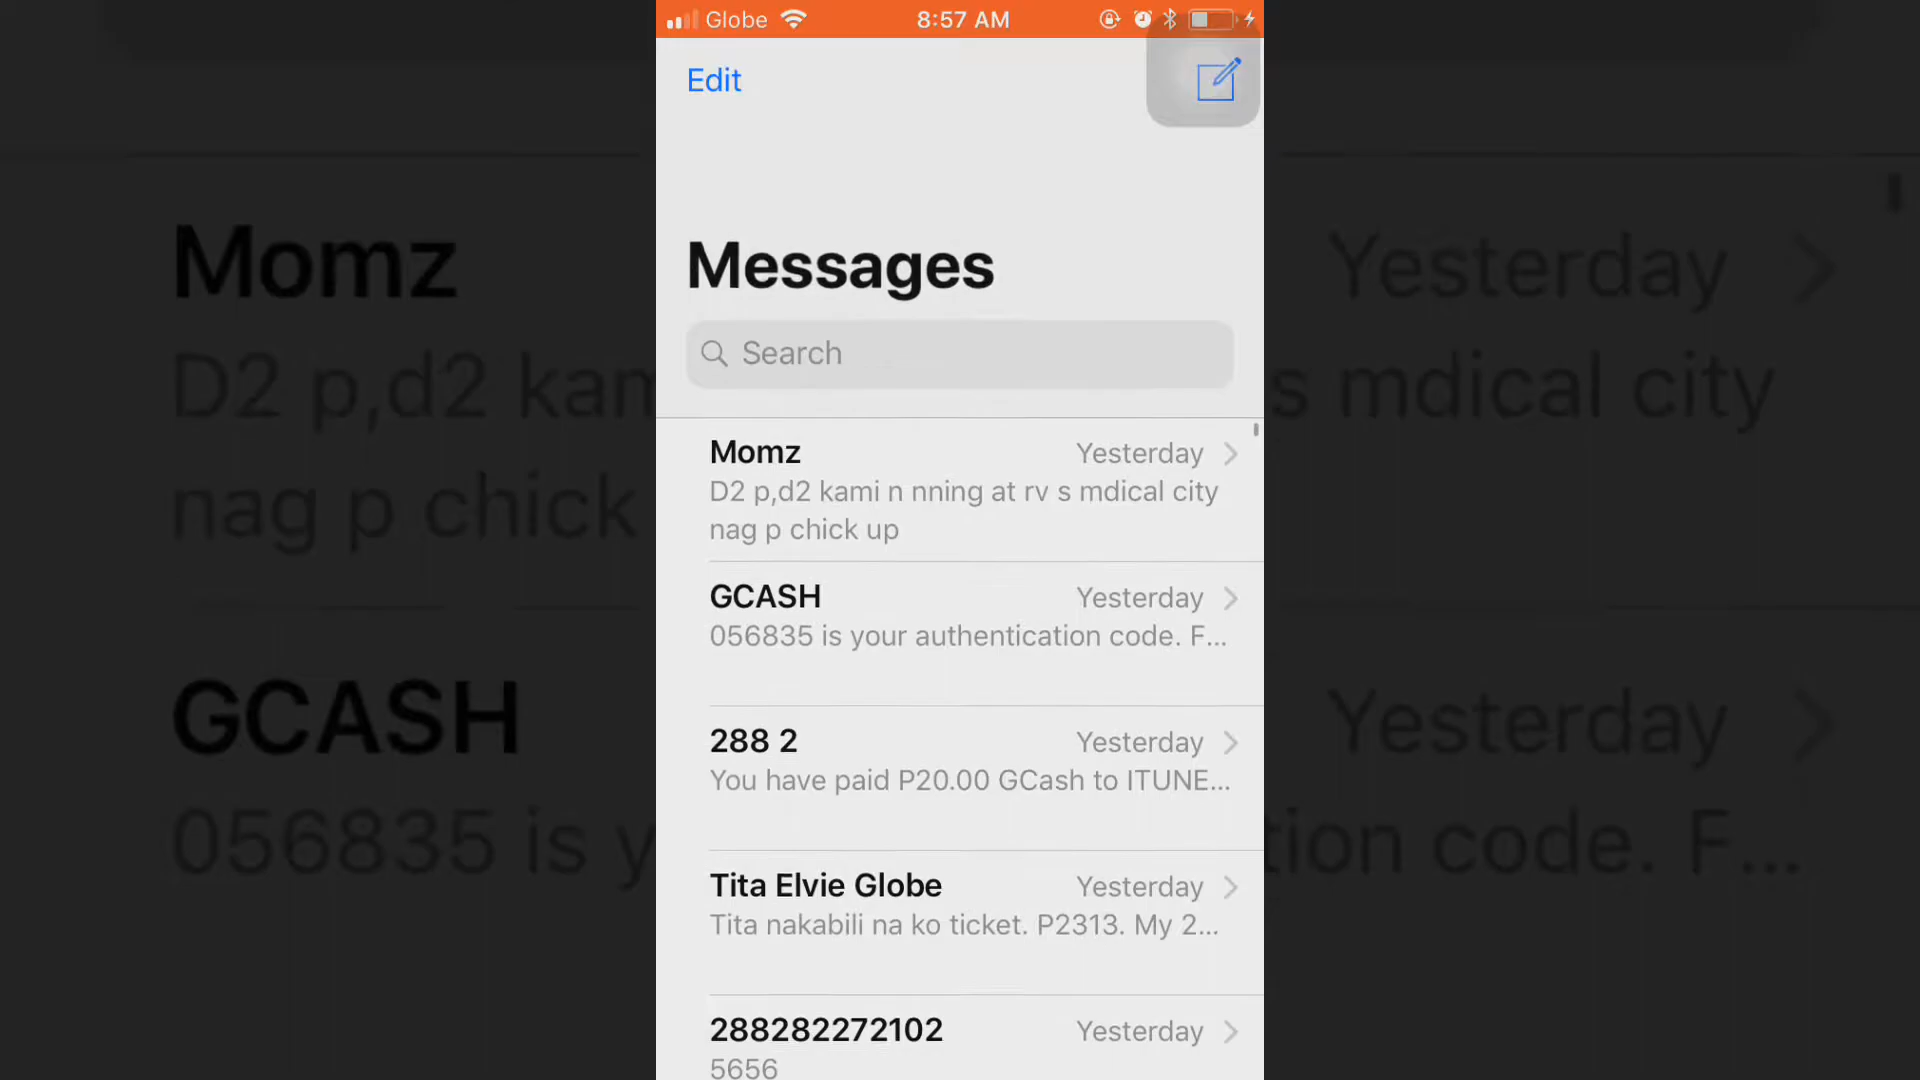 Globe 8:57 AM
Edit
Messages
Search
Momz Yesterday
D2 p,d2 kami n nning at rv s mdical city
nag p chick up
GCASH Yesterday
056835 is your authentication code. F...
288 2 Yesterday
You have paid P20.00 GCash to ITUNE...
Tita Elvie Globe Yesterday
Tita nakabili na ko ticket. P2313. My 2...
288282272102 Yesterday
5656
Momz Yesterday
D2 p,d2 kam s mdical city
nag p chick
GCASH Yesterday
056835 is y tion code. F...